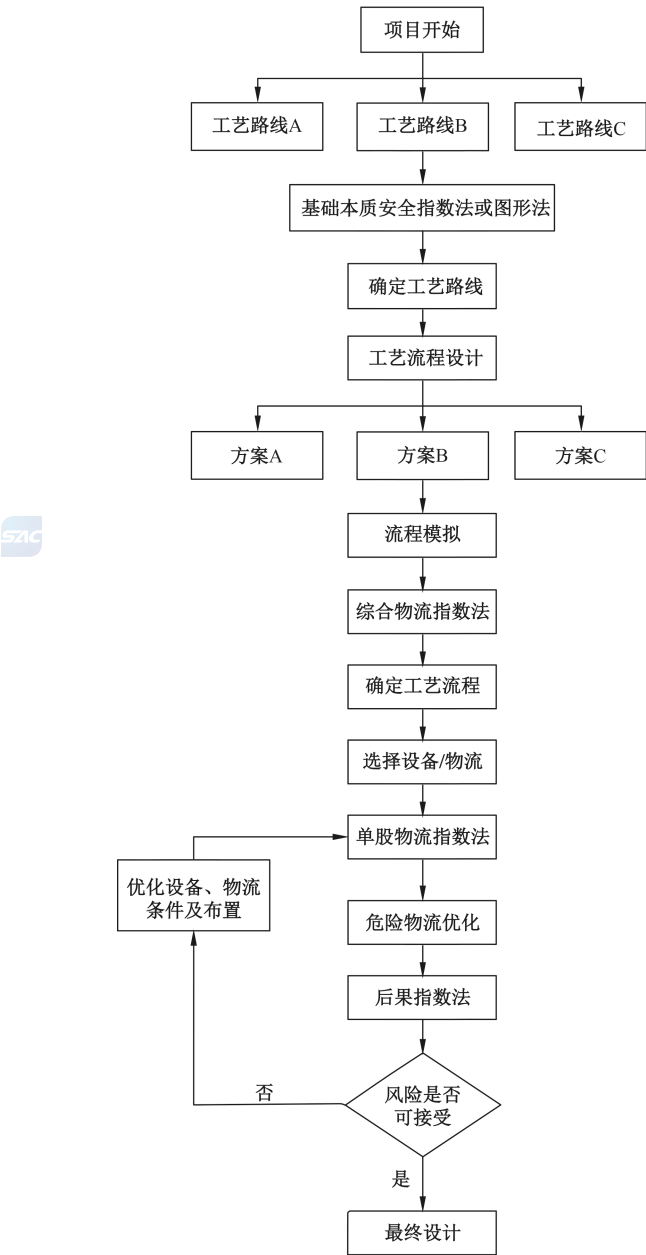 项目开始
工艺路线A
工艺路线B
工艺路线C
基础本质安全指数法或图形法
确定工艺路线
工艺流程设计
方案A
方案B
方案C
流程模拟
SAC
综合物流指数法
确定工艺流程
选择设备/物流
单股物流指数法
优化设备、物流
条件及布置
危险物流优化
后果指数法
风险是否
可接受
否
是
最终设计